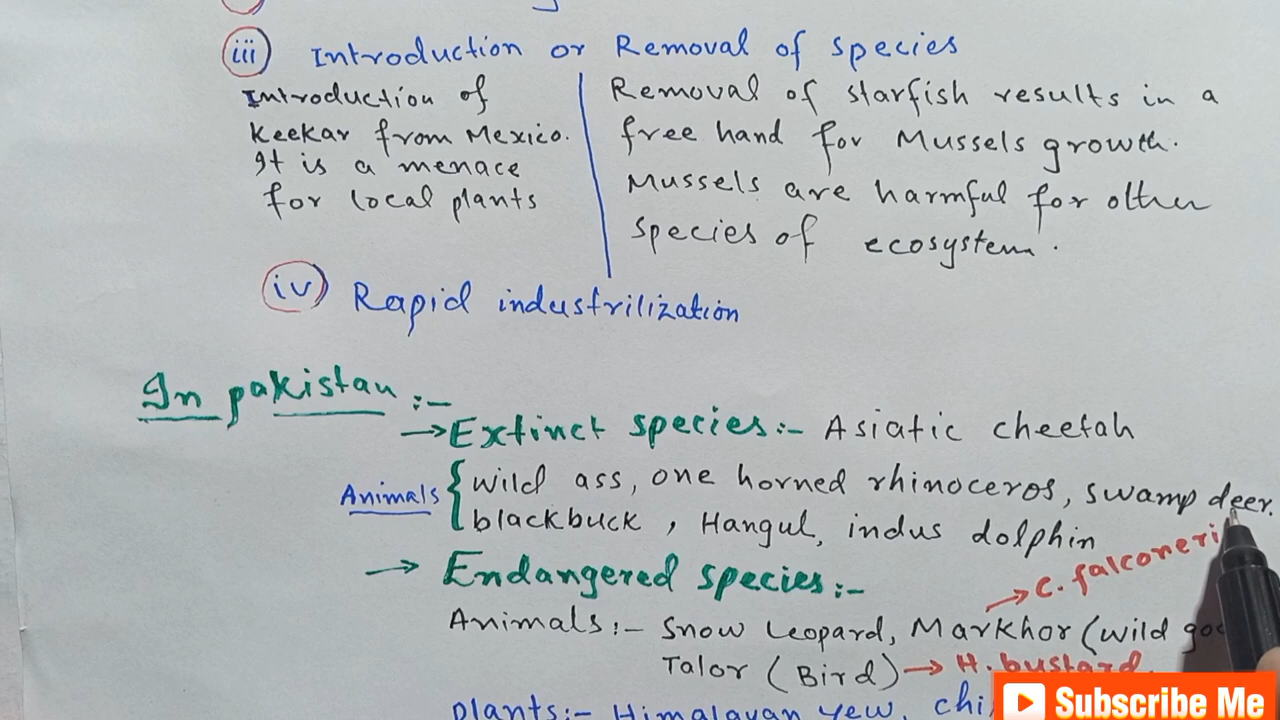 iii Introduction or Removal of species
Introduction of
Keekar from Mexico.
It is a menace
for local plants
Removal of starfish results in a
free hand for Mussels growth.
Mussels are harmful for other
species of ecosystem.
iv Rapid industrilization
In pakistan :-
→ Extinct species:- Asiatic cheetah
Animals { wild ass, one horned rhinoceros, swamp deer.
blackbuck, Hangul, indus dolphin
→ Endangered species:-
→ C. falconeri
Animals:- Snow Leopard, Markhor (wild
Talor (Bird) → H. bustard
plants:- Himalayan yew,
Subscribe Me